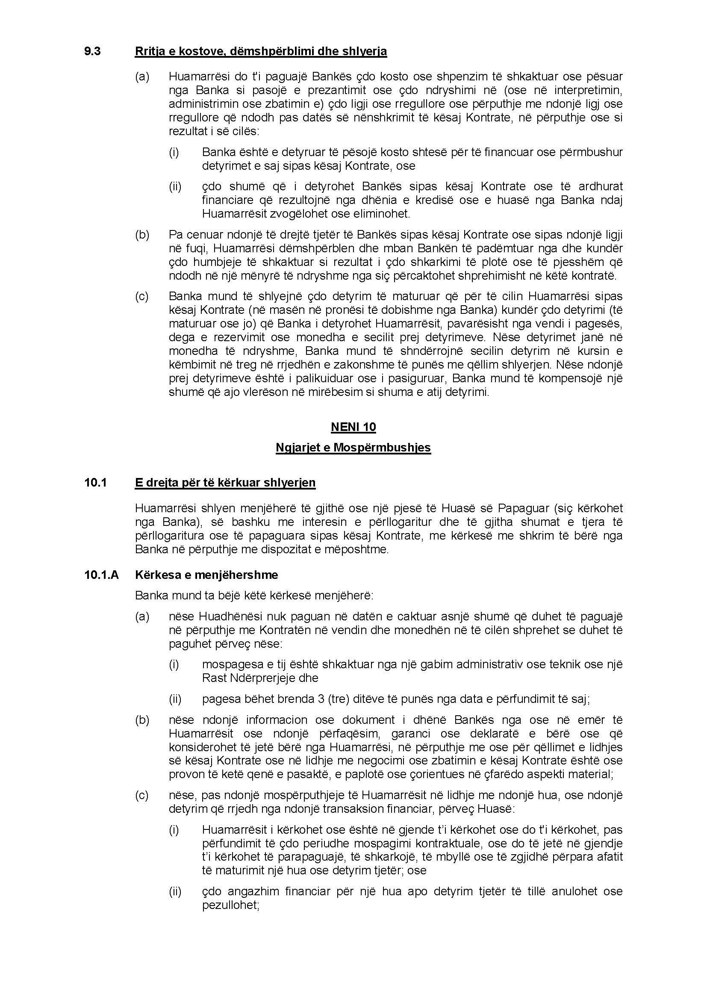 9.3 Rritja e kostove, dëmshpërblimi dhe shlyerja
(a) Huamarrësi do t'i paguajë Bankës çdo kosto ose shpenzim të shkaktuar ose pësuar
nga Banka si pasojë e prezantimit ose çdo ndryshimi në (ose në interpretimin,
administrimin ose zbatimin e) çdo ligji ose rregullore ose përputhje me ndonjë ligj ose
rregullore që ndodh pas datës së nënshkrimit të kësaj Kontrate, në përputhje ose si
rezultat i së cilës:
(i) Banka është e detyruar të pësojë kosto shtesë për të financuar ose përmbushur
detyrimet e saj sipas kësaj Kontrate, ose
(ii) çdo shumë që i detyrohet Bankës sipas kësaj Kontrate ose të ardhurat
financiare që rezultojnë nga dhënia e kredisë ose e huasë nga Banka ndaj
Huamarrësit zvogëlohet ose eliminohet.
(b) Pa cenuar ndonjë të drejtë tjetër të Bankës sipas kësaj Kontrate ose sipas ndonjë ligji
në fuqi, Huamarrësi dëmshpërblen dhe mban Bankën të padëmtuar nga dhe kundër
çdo humbjeje të shkaktuar si rezultat i çdo shkarkimi të plotë ose të pjesshëm që
ndodh në një mënyrë të ndryshme nga siç përcaktohet shprehimisht në këtë kontratë.
(c) Banka mund të shlyejnë çdo detyrim të maturuar që për të cilin Huamarrësi sipas
kësaj Kontrate (në masën në pronësi të dobishme nga Banka) kundër çdo detyrimi (të
maturuar ose jo) që Banka i detyrohet Huamarrësit, pavarësisht nga vendi i pagesës,
dega e rezervimit ose monedha e secilit prej detyrimeve. Nëse detyrimet janë në
monedha të ndryshme, Banka mund të shndërrojnë secilin detyrim në kursin e
këmbimit në treg në rrjedhën e zakonshme të punës me qëllim shlyerjen. Nëse ndonjë
prej detyrimeve është i palikuiduar ose i pasiguruar, Banka mund të kompensojë një
shumë që ajo vlerëson në mirëbesim si shuma e atij detyrimi.
NENI 10
Ngjarjet e Mospërmbushjes
10.1 E drejta për të kërkuar shlyerjen
Huamarrësi shlyen menjëherë të gjithë ose një pjesë të Huasë së Papaguar (siç kërkohet
nga Banka), së bashku me interesin e përllogaritur dhe të gjitha shumat e tjera të
përllogaritura ose të papaguara sipas kësaj Kontrate, me kërkesë me shkrim të bërë nga
Banka në përputhje me dispozitat e mëposhtme.
10.1.A Kërkesa e menjëhershme
Banka mund ta bëjë këtë kërkesë menjëherë:
(a) nëse Huadhënësi nuk paguan në datën e caktuar asnjë shumë që duhet të paguajë
në përputhje me Kontratën në vendin dhe monedhën në të cilën shprehet se duhet të
paguhet përveç nëse:
(i) mospagesa e tij është shkaktuar nga një gabim administrativ ose teknik ose një
Rast Ndërprerjeje dhe
(ii) pagesa bëhet brenda 3 (tre) ditëve të punës nga data e përfundimit të saj;
(b) nëse ndonjë informacion ose dokument i dhënë Bankës nga ose në emër të
Huamarrësit ose ndonjë përfaqësim, garanci ose deklaratë e bërë ose që
konsiderohet të jetë bërë nga Huamarrësi, në përputhje me ose për qëllimet e lidhjes
së kësaj Kontrate ose në lidhje me negocimi ose zbatimin e kësaj Kontrate është ose
provon të ketë qenë e pasaktë, e paplotë ose çorientues në çfarëdo aspekti material;
(c) nëse, pas ndonjë mospërputhjeje të Huamarrësit në lidhje me ndonjë hua, ose ndonjë
detyrim që rrjedh nga ndonjë transaksion financiar, përveç Huasë:
(i) Huamarrësit i kërkohet ose është në gjende t’i kërkohet ose do t'i kërkohet, pas
përfundimit të çdo periudhe mospagimi kontraktuale, ose do të jetë në gjendje
t’i kërkohet të parapaguajë, të shkarkojë, të mbyllë ose të zgjidhë përpara afatit
të maturimit një hua ose detyrim tjetër; ose
(ii) çdo angazhim financiar për një hua apo detyrim tjetër të tillë anulohet ose
pezullohet;